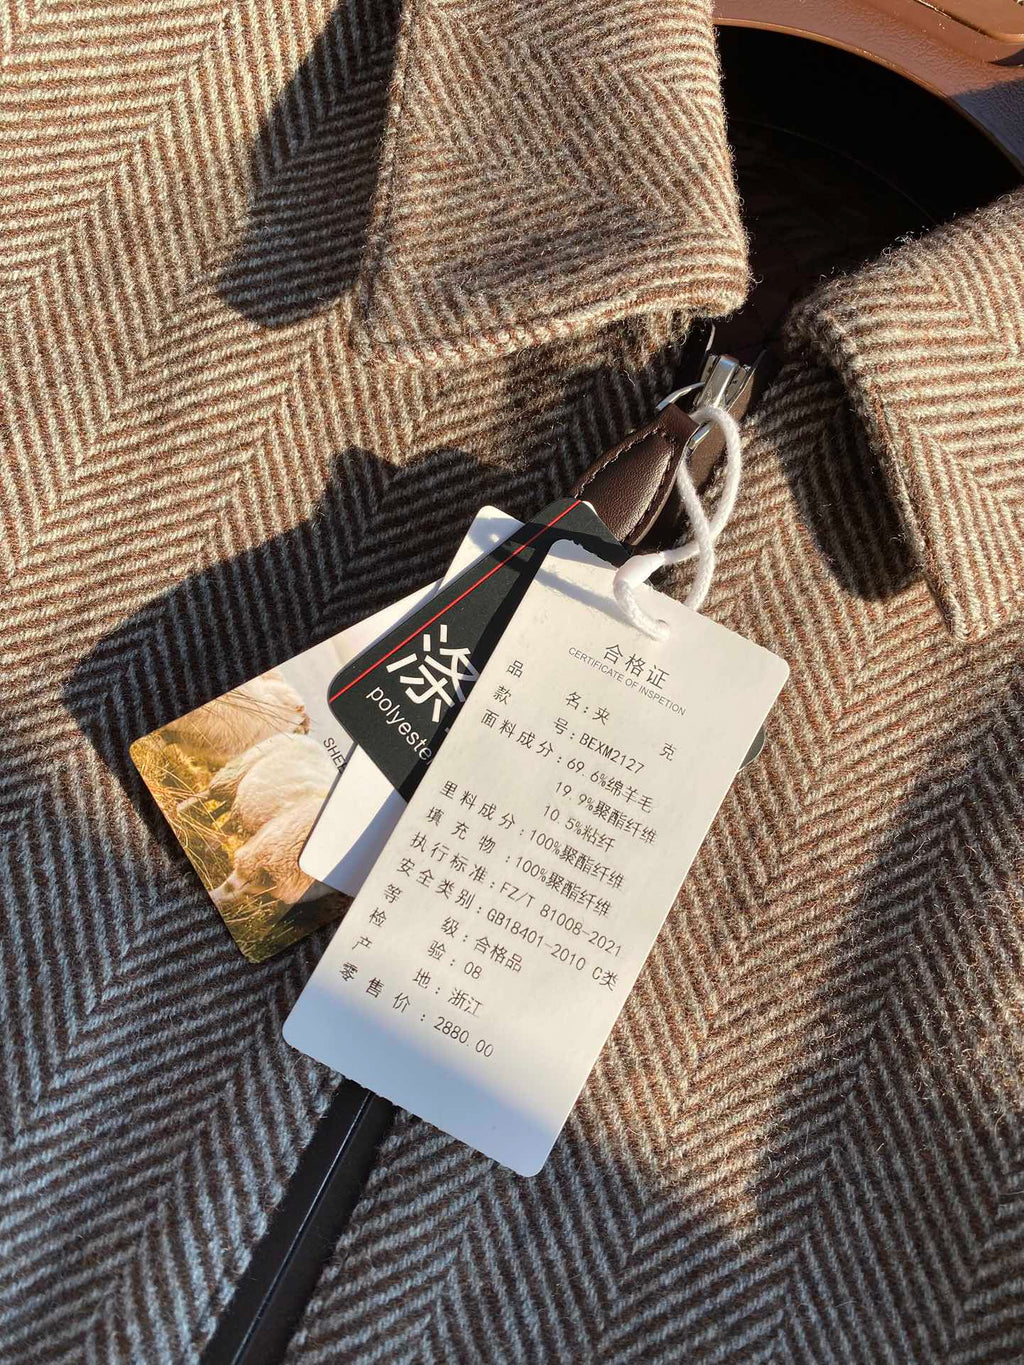 合格证
CERTIFICATE OF INSPETION
品 名:夹 克
款 号:BEXM2127
面料成分:69.6%绵羊毛
19.9%聚酯纤维
10.5%粘纤
里料成分:100%聚酯纤维
填充物:100%聚酯纤维
执行标准:FZ/T 81008-2021
安全类别:GB18401-2010 C类
等 级:合格品
检 验:08
产 地:浙江
零售价:2880.00
涤
polyeste
SHE